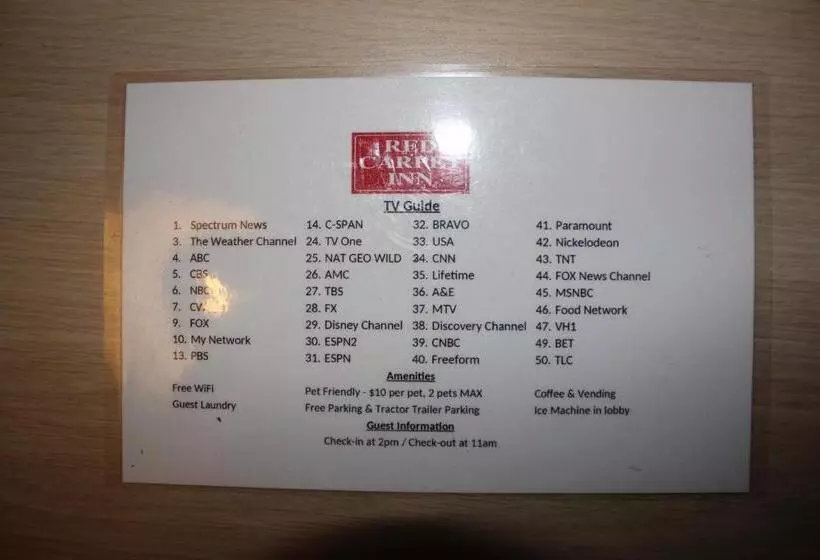 RED
CARPET
INN
TV Guide
1. Spectrum News 14. C-SPAN 32. BRAVO 41. Paramount
3. The Weather Channel 24. TV One 33. USA 42. Nickelodeon
4. ABC 25. NAT GEO WILD 34. CNN 43. TNT
5. CBS 26. AMC 35. Lifetime 44. FOX News Channel
6. NBC 27. TBS 36. A&E 45. MSNBC
7. 28. FX 37. MTV 46. Food Network
9. FOX 29. Disney Channel 38. Discovery Channel 47. VH1
10. My Network 30. ESPN2 39. CNBC 49. BET
13. PBS 31. ESPN 40. Freeform 50. TLC
Amenities
Free WiFi Pet Friendly - $10 per pet, 2 pets MAX Coffee & Vending
Guest Laundry Free Parking & Tractor Trailer Parking Ice Machine in lobby
Guest Information
Check-in at 2pm / Check-out at 11am